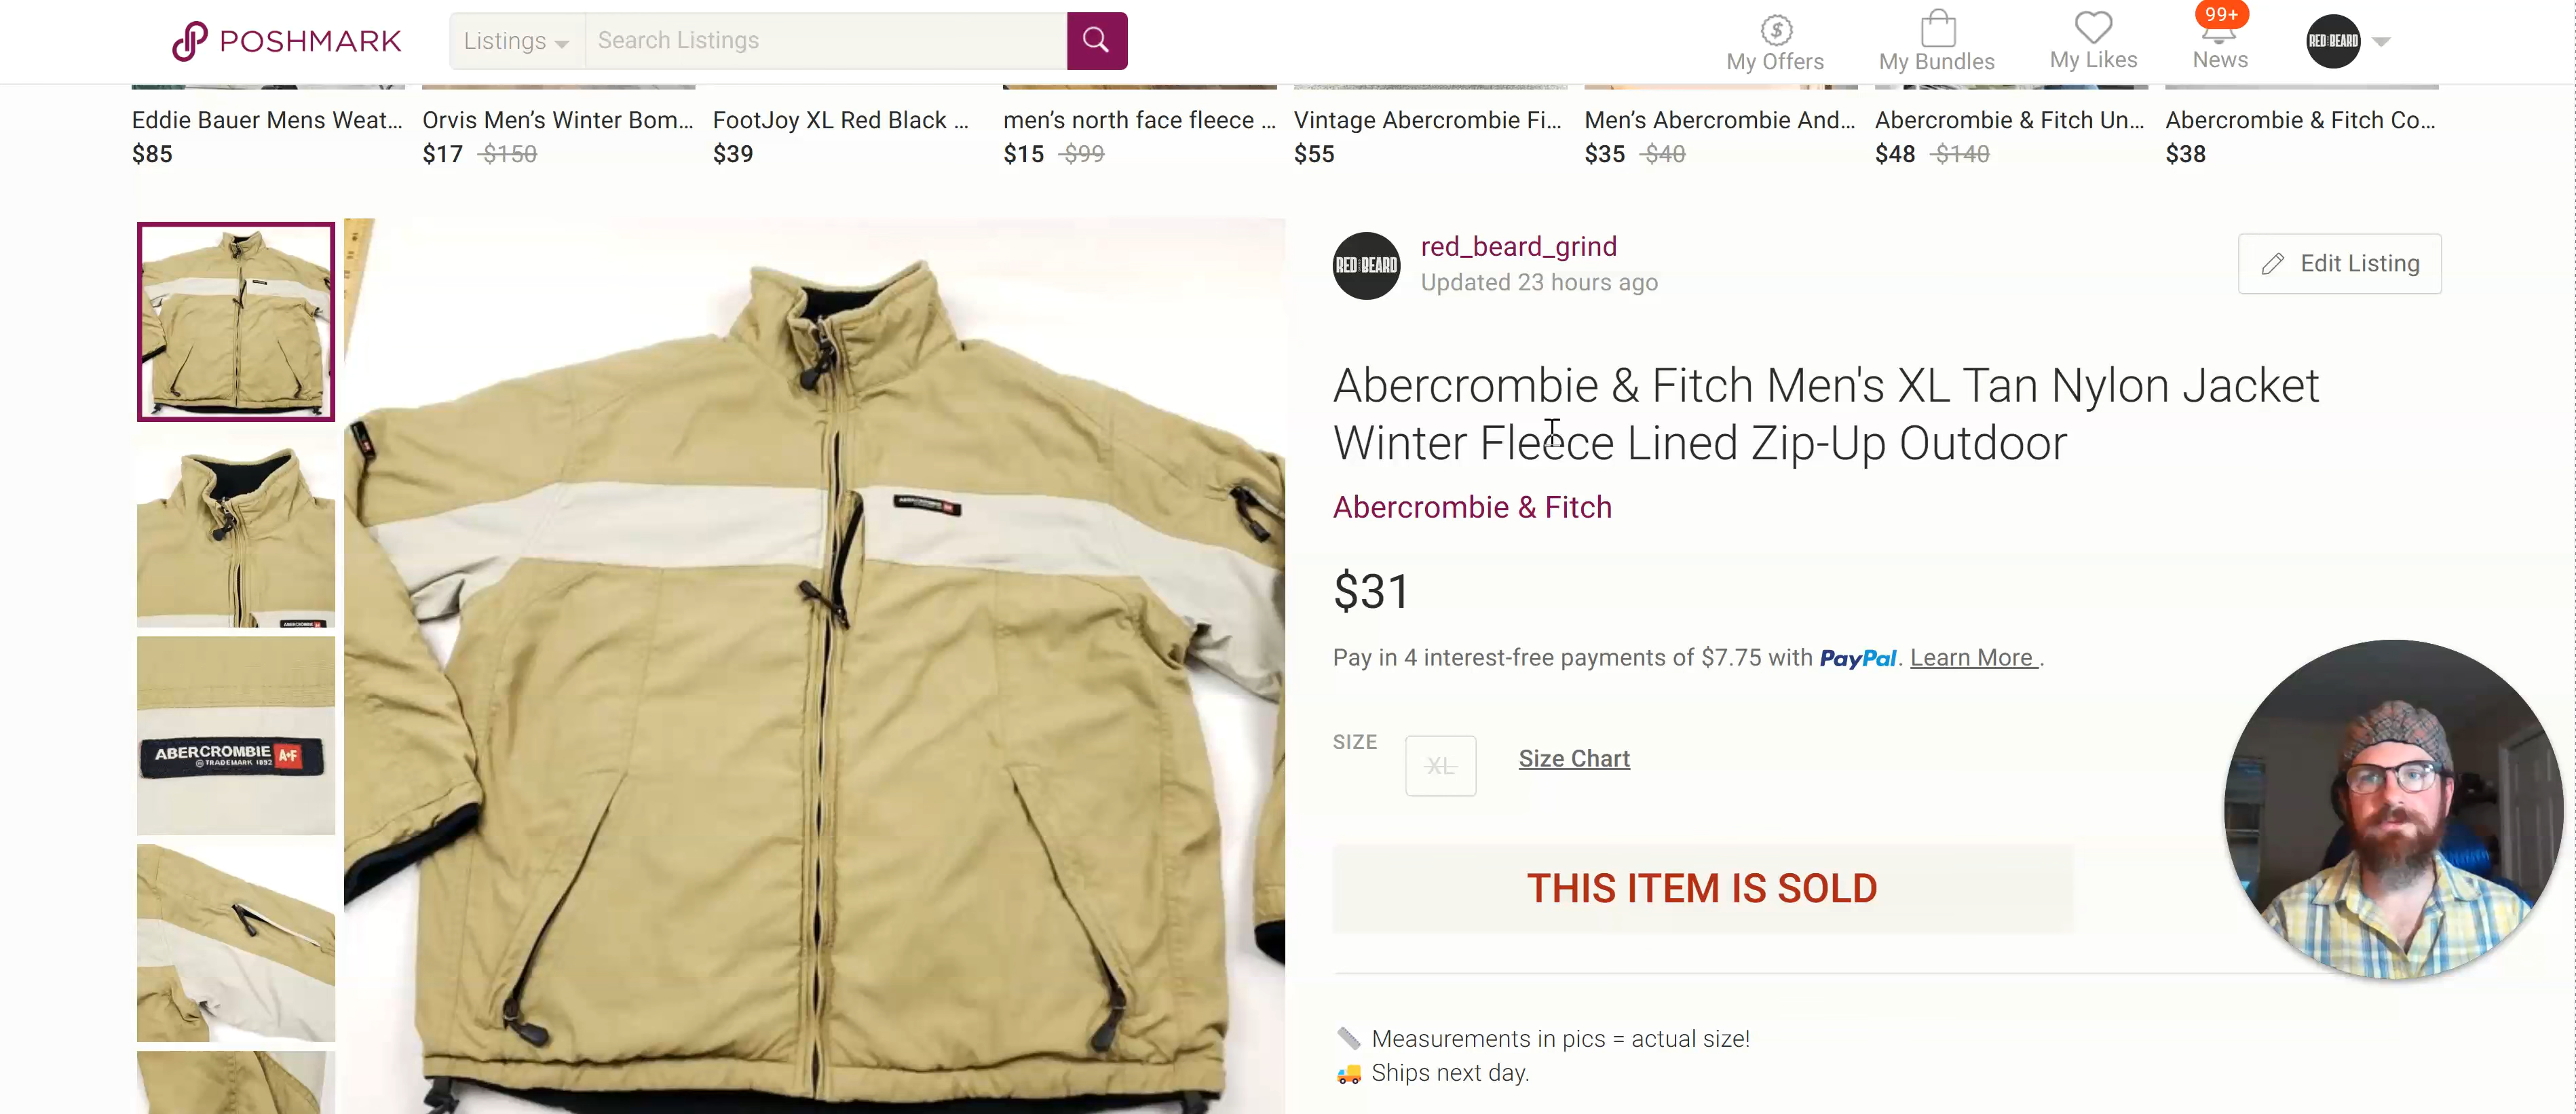 POSHMARK
Listings
Search Listings
My Offers
My Bundles
My Likes
99+
News
RED BEARD
Eddie Bauer Mens Weat...
$85
Orvis Men's Winter Bom...
$17 $150
FootJoy XL Red Black ...
$39
men's north face fleece ...
$15 $99
Vintage Abercrombie Fi...
$55
Men's Abercrombie And...
$35 $40
Abercrombie & Fitch Un...
$48 $140
Abercrombie & Fitch Co...
$38
ABERCROMBIE A+F
TRADEMARK 1892
ABERCROMBIE
RED BEARD
red_beard_grind
Updated 23 hours ago
Edit Listing
Abercrombie & Fitch Men's XL Tan Nylon Jacket
Winter Fleece Lined Zip-Up Outdoor
Abercrombie & Fitch
$31
Pay in 4 interest-free payments of $7.75 with PayPal. Learn More .
SIZE
XL
Size Chart
THIS ITEM IS SOLD
Measurements in pics = actual size!
Ships next day.